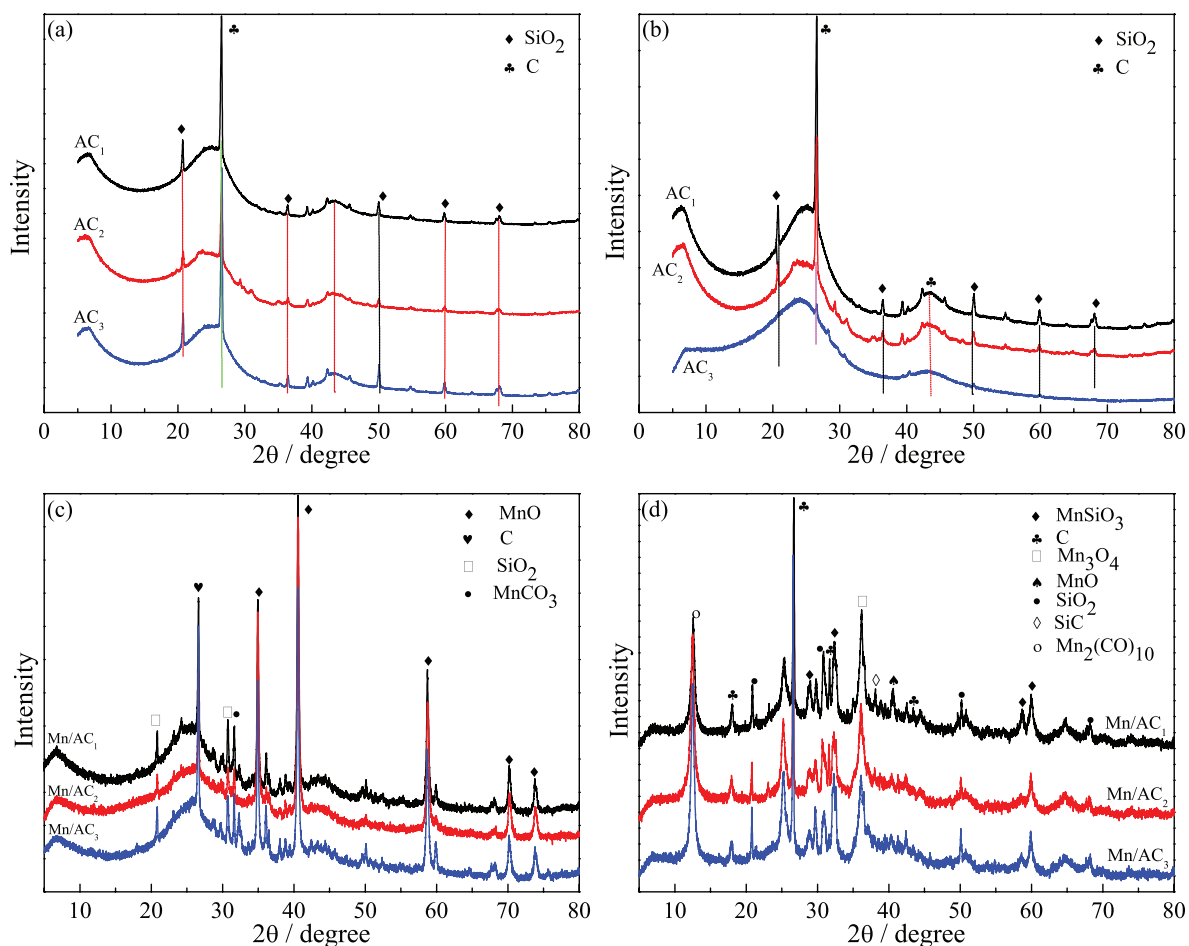 (a)
♦ SiO2
♣ C
♣
♦
AC1
AC2
AC3
♦ ♦ ♦ ♦
Intensity
0 10 20 30 40 50 60 70 80
2θ / degree
(b)
♦ SiO2
♣ C
♣
♦
AC1
AC2
AC3
♦ ♣ ♦ ♦ ♦
Intensity
0 10 20 30 40 50 60 70 80
2θ / degree
(c)
♦ MnO
♥ C
□ SiO2
● MnCO3
♦
♥ ♦
□ □ ●
♦
♦ ♦
Mn/AC1
Mn/AC2
Mn/AC3
Intensity
10 20 30 40 50 60 70 80
2θ / degree
(d)
♦ MnSiO3
♣ C
□ Mn3O4
♠ MnO
● SiO2
◊ SiC
o Mn2(CO)10
♣
o
□
♣ ● ♦ ● ♣ ♦ ◊ ♠ ♣ ● ♦ ♦ ●
Mn/AC1
Mn/AC2
Mn/AC3
Intensity
10 20 30 40 50 60 70 80
2θ / degree